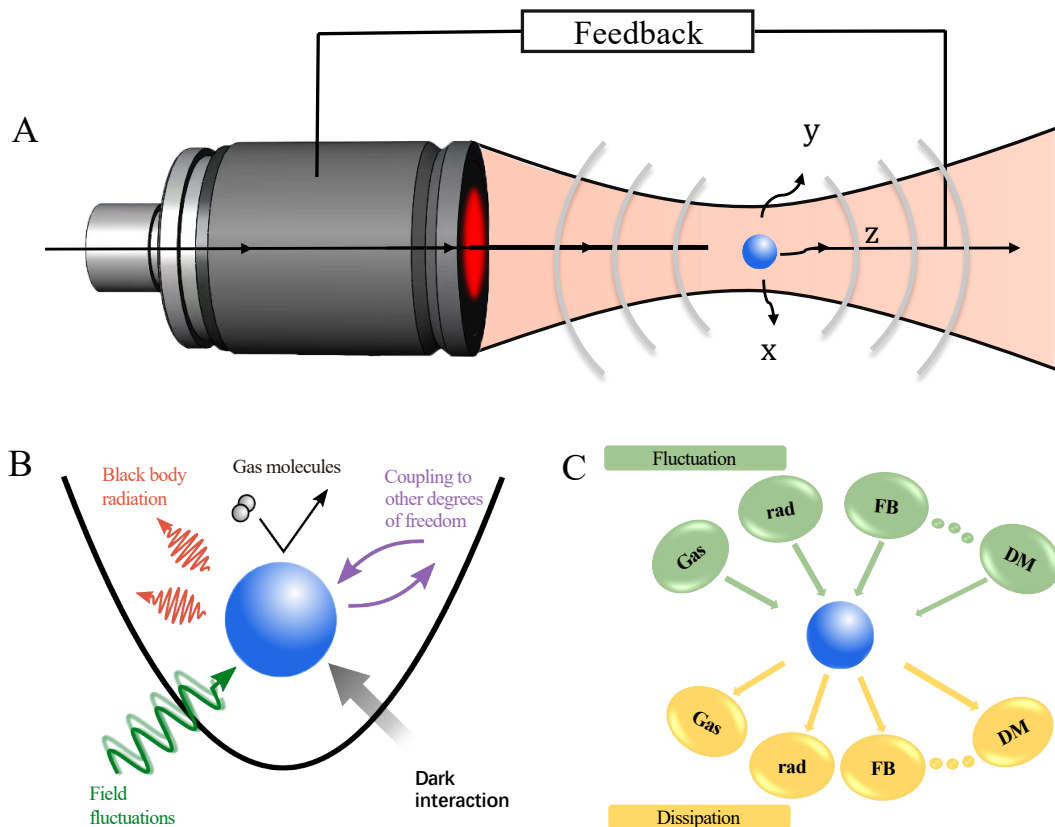 Feedback
A
y
z
x
B
Black body
radiation
Gas molecules
Coupling to
other degrees
of freedom
Field
fluctuations
Dark
interaction
C
Fluctuation
Gas
rad
FB
DM
Gas
rad
FB
DM
Dissipation